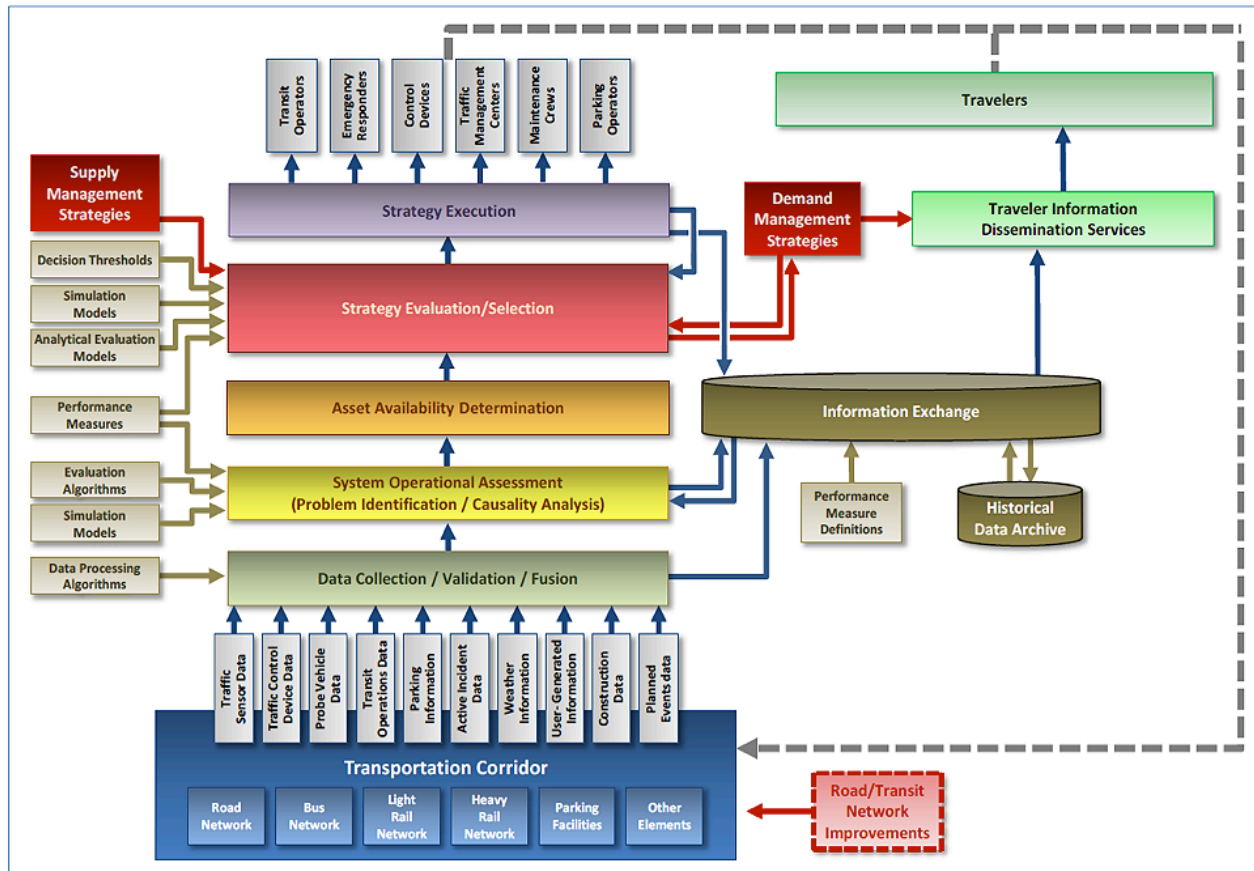 Transit
Operators
Emergency
Responders
Control
Devices
Traffic
Management
Centers
Maintenance
Crews
Parking
Operators
Travelers
Supply
Management
Strategies
Strategy Execution
Demand
Management
Strategies
Traveler Information
Dissemination Services
Decision Thresholds
Simulation
Models
Analytical Evaluation
Models
Strategy Evaluation/Selection
Performance
Measures
Asset Availability Determination
Information Exchange
Evaluation
Algorithms
Simulation
Models
System Operational Assessment
(Problem Identification / Causality Analysis)
Performance
Measure
Definitions
Historical
Data Archive
Data Processing
Algorithms
Data Collection / Validation / Fusion
Traffic
Sensor Data
Traffic Control
Device Data
Probe Vehicle
Data
Transit
Operations Data
Parking
Information
Active Incident
Data
Weather
Information
User- Generated
Information
Construction
Data
Planned
Events data
Transportation Corridor
Road
Network
Bus
Network
Light
Rail
Network
Heavy
Rail
Network
Parking
Facilities
Other
Elements
Road/Transit
Network
Improvements